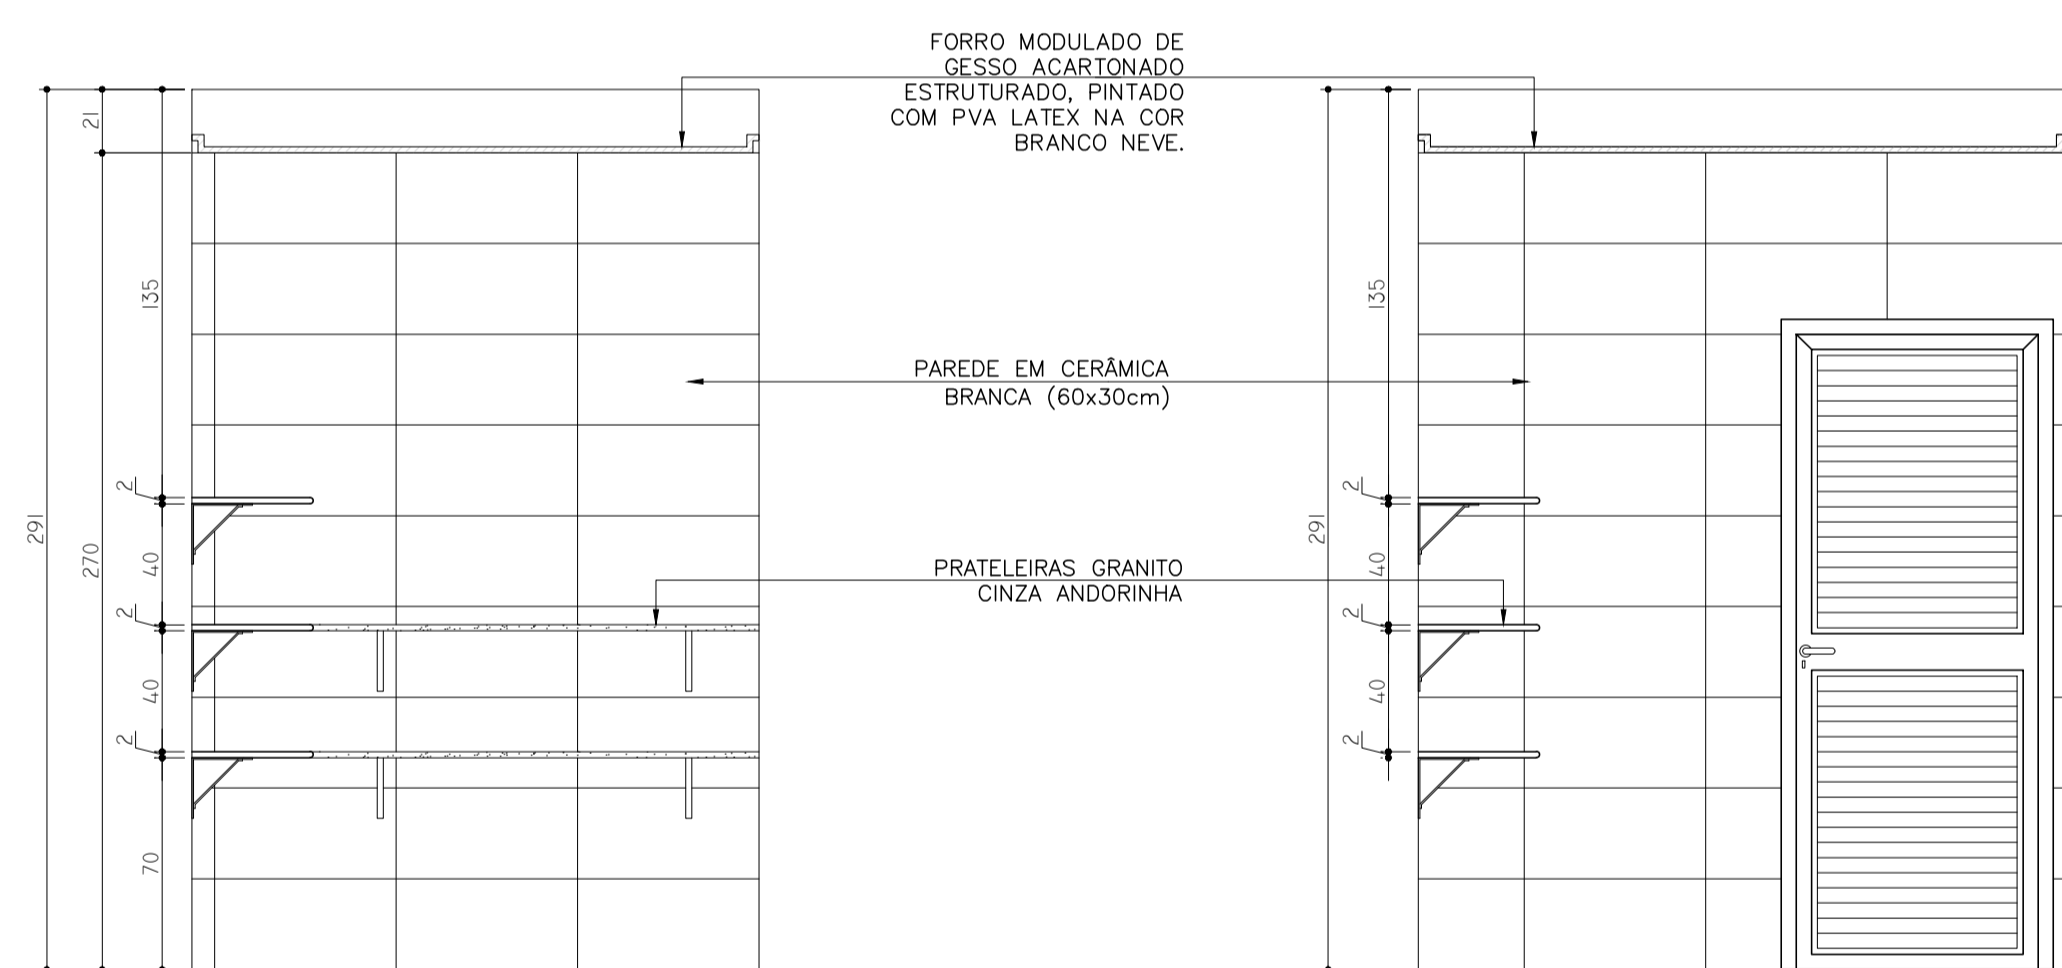 FORRO MODULADO DE
GESSO ACARTONADO
ESTRUTURADO, PINTADO
COM PVA LATEX NA COR
BRANCO NEVE.
PAREDE EM CERÂMICA
BRANCA (60x30cm)
PRATELEIRAS GRANITO
CINZA ANDORINHA
291
21
270
135
2
40
2
40
2
70
291
135
2
40
2
40
2